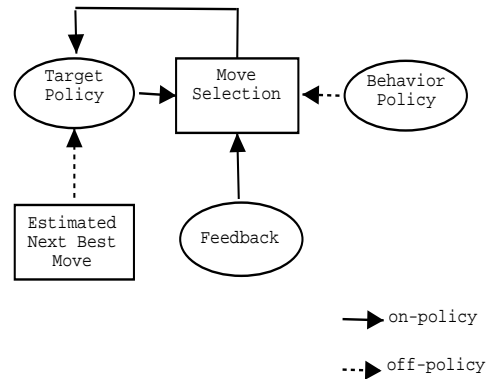 Target
Policy
Move
Selection
Behavior
Policy
Estimated
Next Best
Move
Feedback
on-policy
off-policy